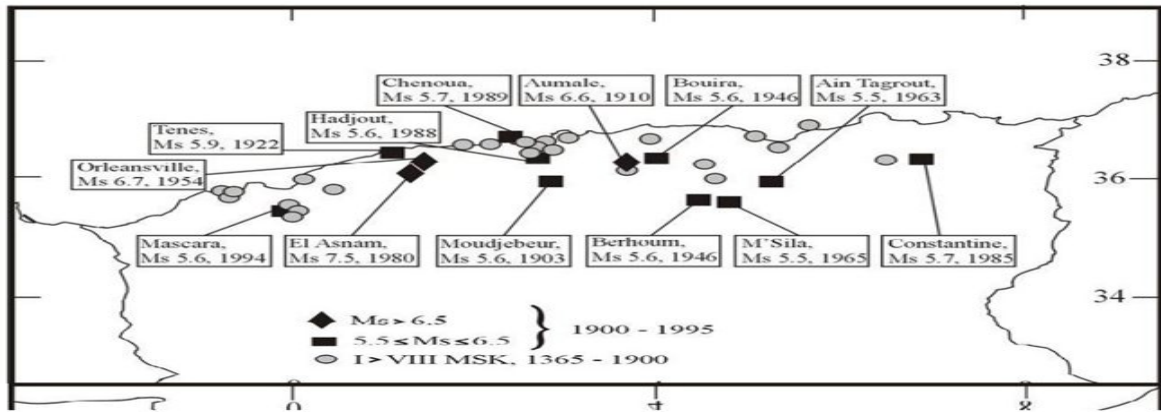 38
Chenoua,
Ms 5.7, 1989
Aumale,
Ms 6.6, 1910
Bouira,
Ms 5.6, 1946
Ain Tagrout,
Ms 5.5, 1963
Hadjout,
Ms 5.6, 1988
Tenes,
Ms 5.9, 1922
Orleansville,
Ms 6.7, 1954
36
Mascara,
Ms 5.6, 1994
El Asnam,
Ms 7.5, 1980
Moudjebeur,
Ms 5.6, 1903
Berhoum,
Ms 5.6, 1946
M'Sila,
Ms 5.5, 1965
Constantine,
Ms 5.7, 1985
34
Ms > 6.5
5.5 ≤ Ms ≤ 6.5
} 1900 - 1995
I > VIII MSK, 1365 - 1900
0 4 8